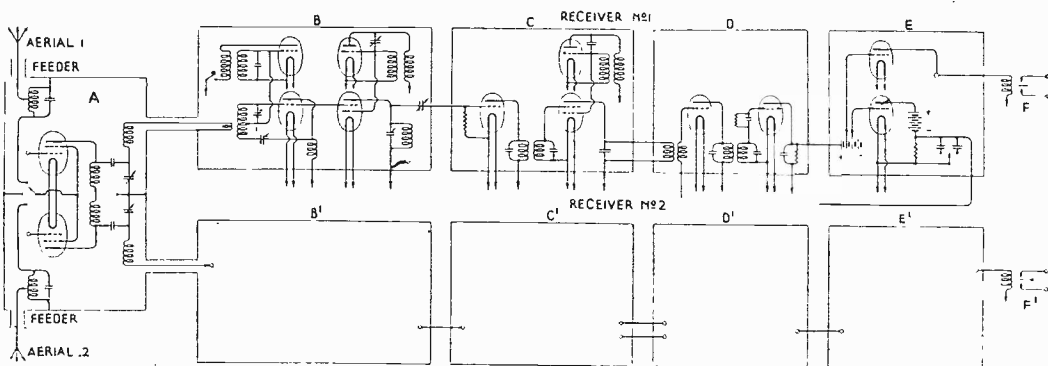 RECEIVER Nº1
B
C
D
E
AERIAL 1
FEEDER
A
F
RECEIVER Nº2
B'
C'
D'
E'
F'
FEEDER
AERIAL .2